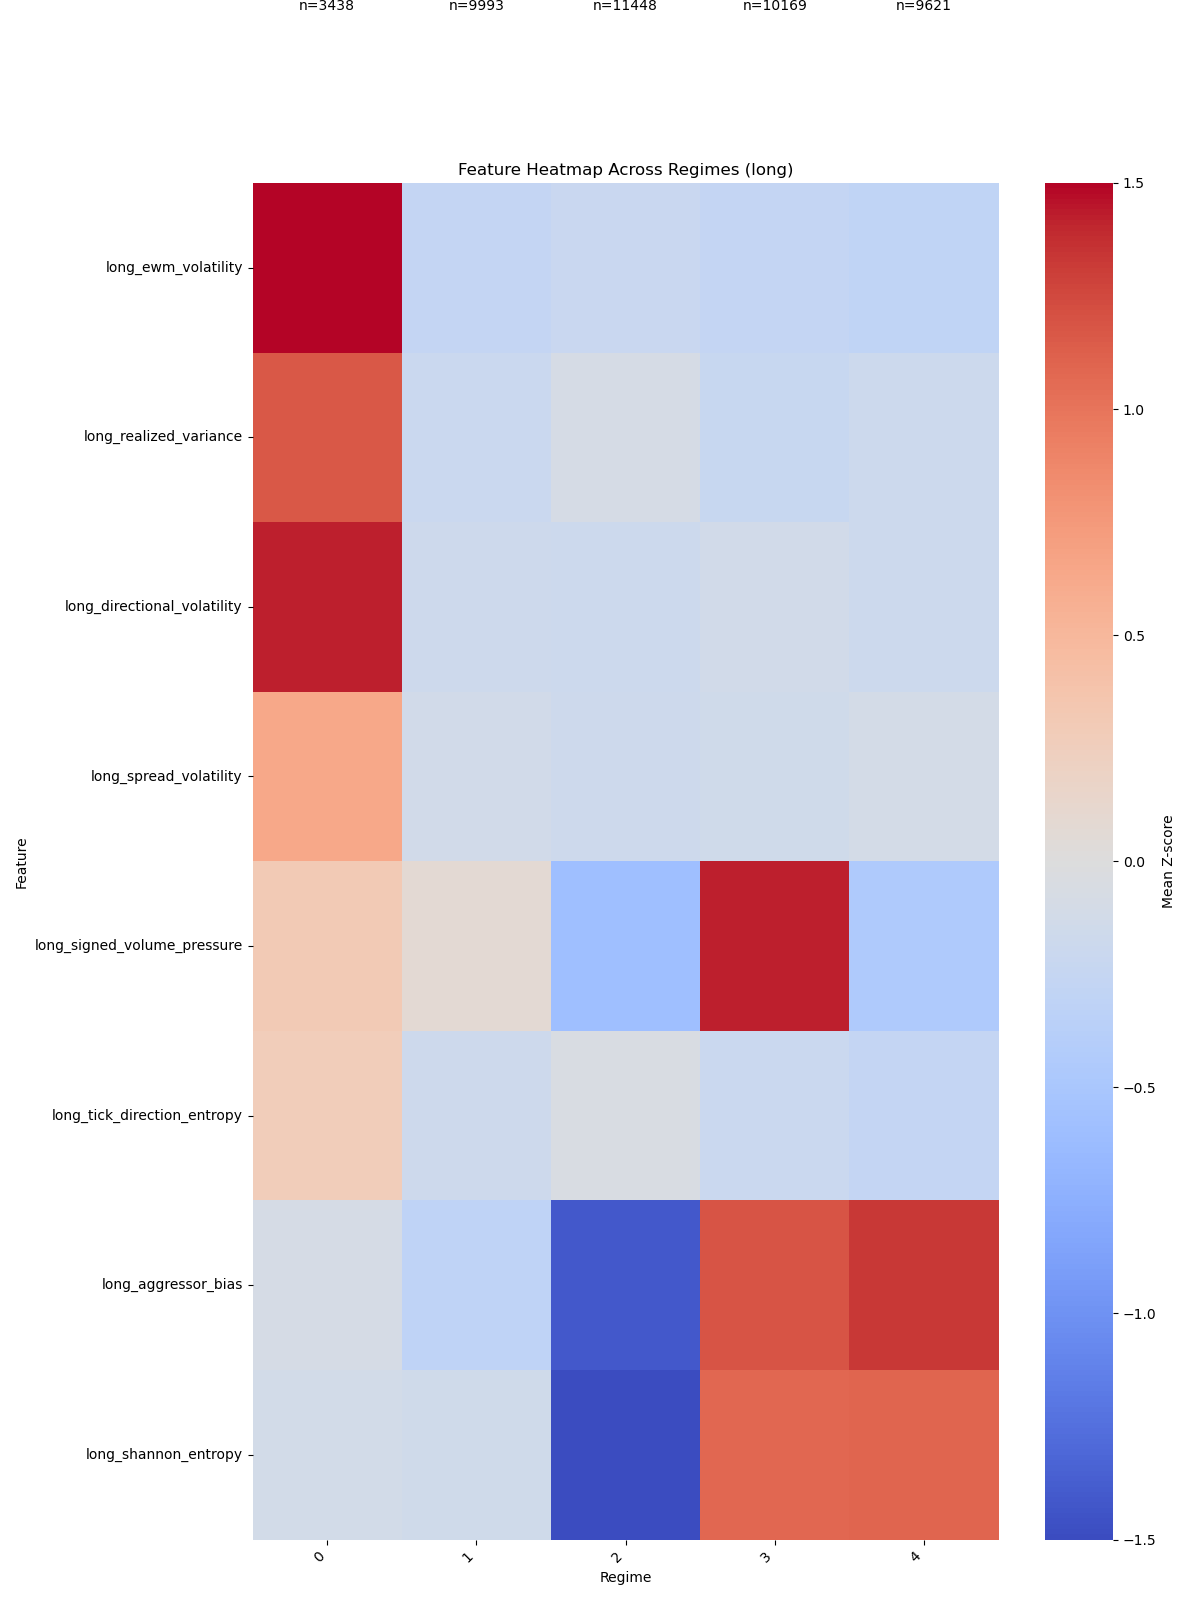 n=3438 n=9993 n=11448 n=10169 n=9621
Feature Heatmap Across Regimes (long)
long_ewm_volatility
long_realized_variance
long_directional_volatility
long_spread_volatility
long_signed_volume_pressure
long_tick_direction_entropy
long_aggressor_bias
long_shannon_entropy
Feature
0 1 2 3 4
Regime
1.5
1.0
0.5
0.0
−0.5
−1.0
−1.5
Mean Z-score